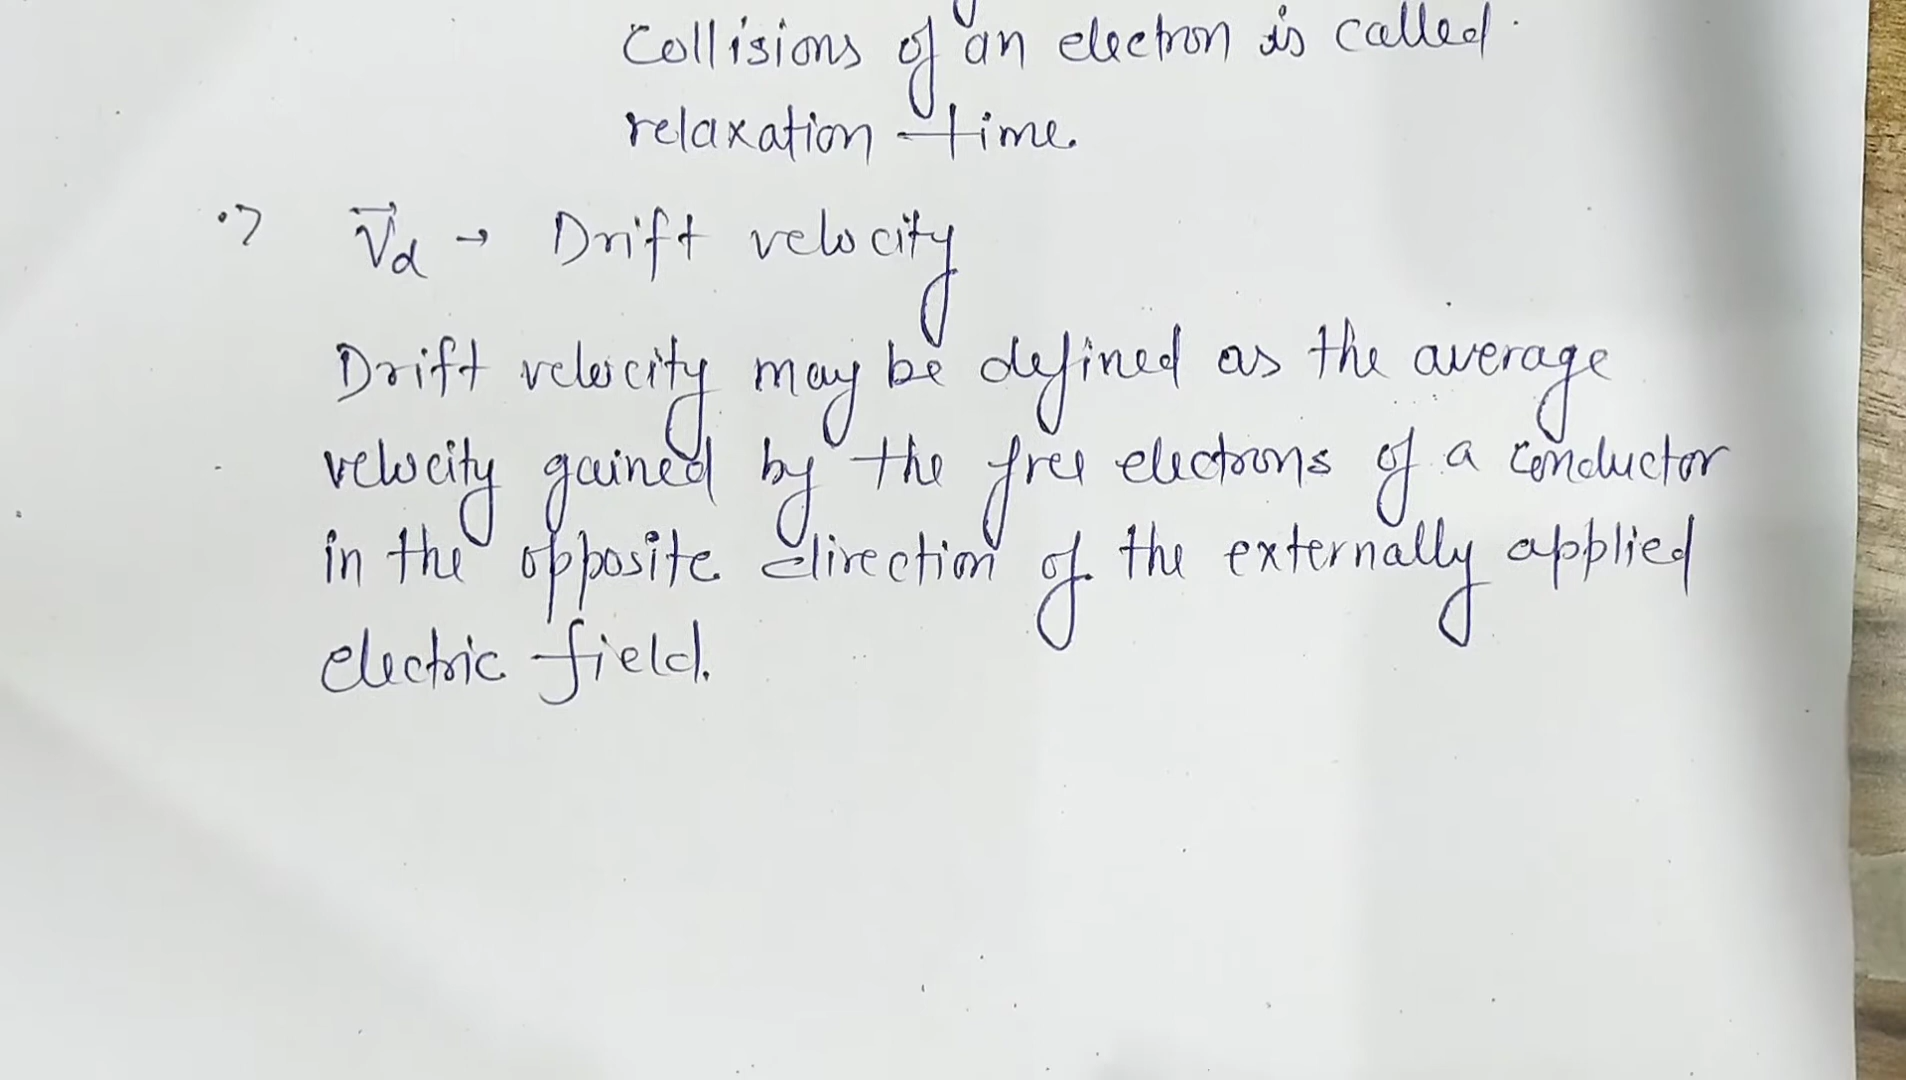 Collisions of an electron is called
relaxation time.
•> V⃗d → Drift velocity
Drift velocity may be defined as the average
velocity gained by the free electrons of a conductor
in the opposite direction of the externally applied
electric field.